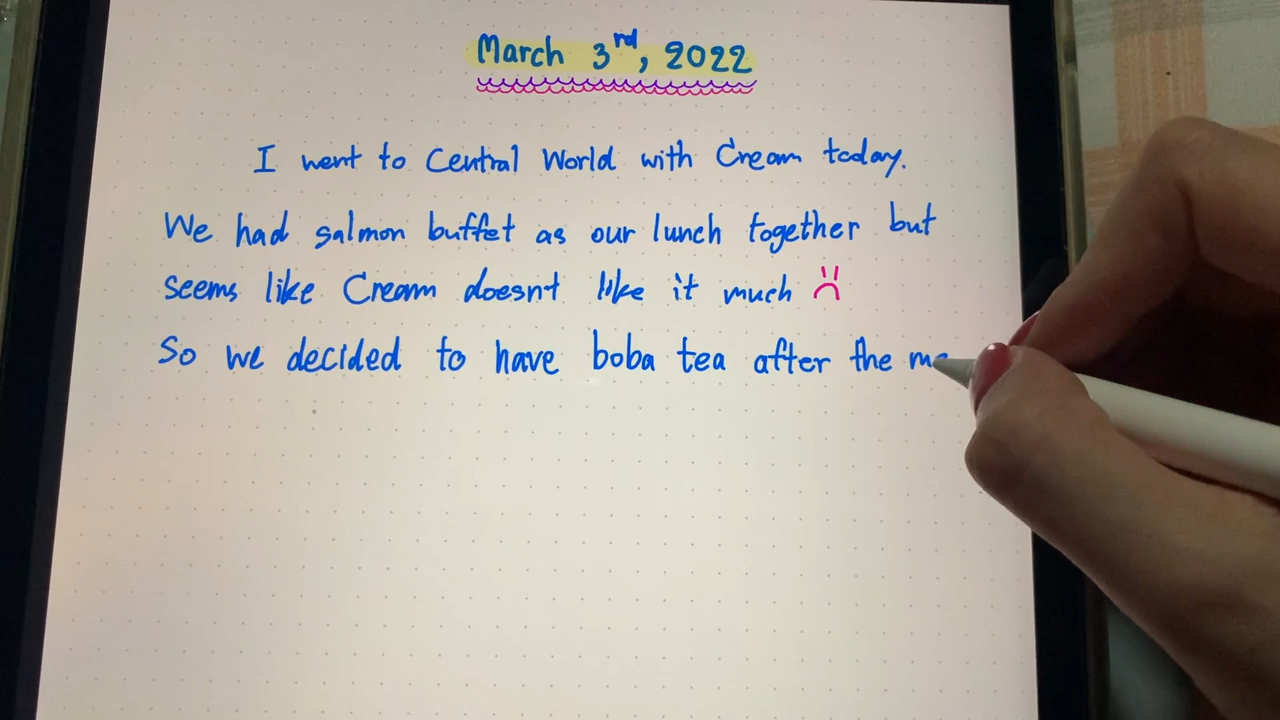 March 3rd, 2022
I went to Central World with Cream today.
We had salmon buffet as our lunch together but
seems like Cream doesnt like it much
So we decided to have boba tea after the